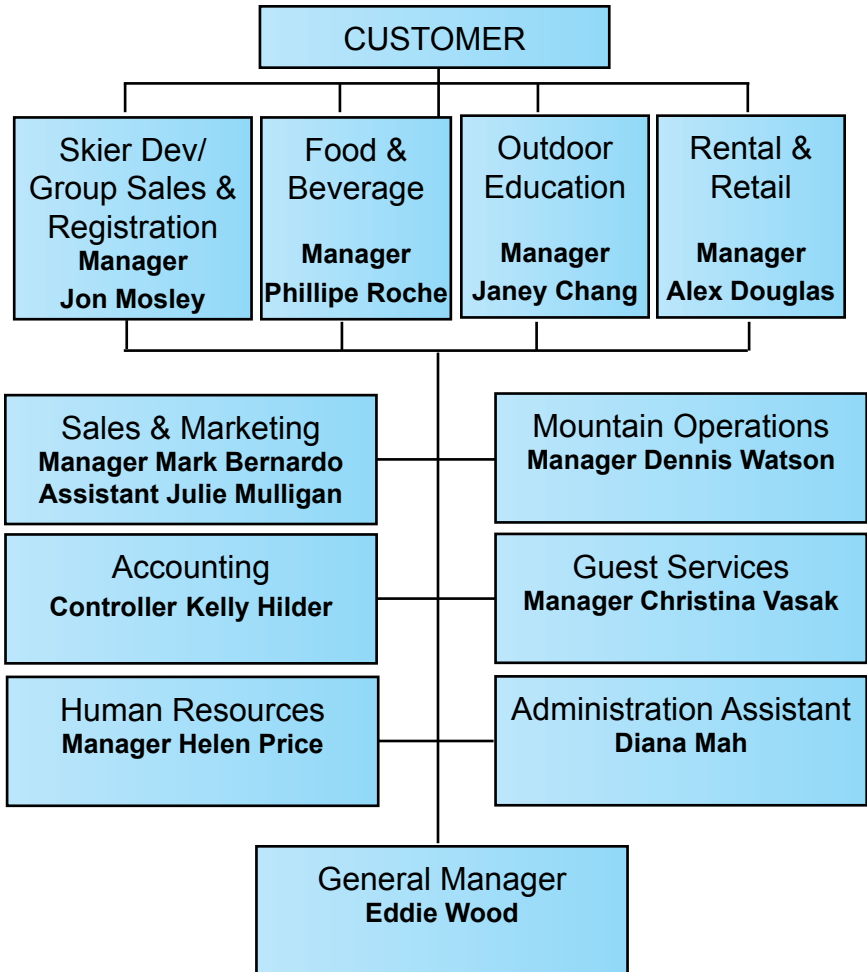 CUSTOMER
Skier Dev/
Group Sales &
Registration
Manager
Jon Mosley
Food &
Beverage
Manager
Phillipe Roche
Outdoor
Education
Manager
Janey Chang
Rental &
Retail
Manager
Alex Douglas
Sales & Marketing
Manager Mark Bernardo
Assistant Julie Mulligan
Mountain Operations
Manager Dennis Watson
Accounting
Controller Kelly Hilder
Guest Services
Manager Christina Vasak
Human Resources
Manager Helen Price
Administration Assistant
Diana Mah
General Manager
Eddie Wood